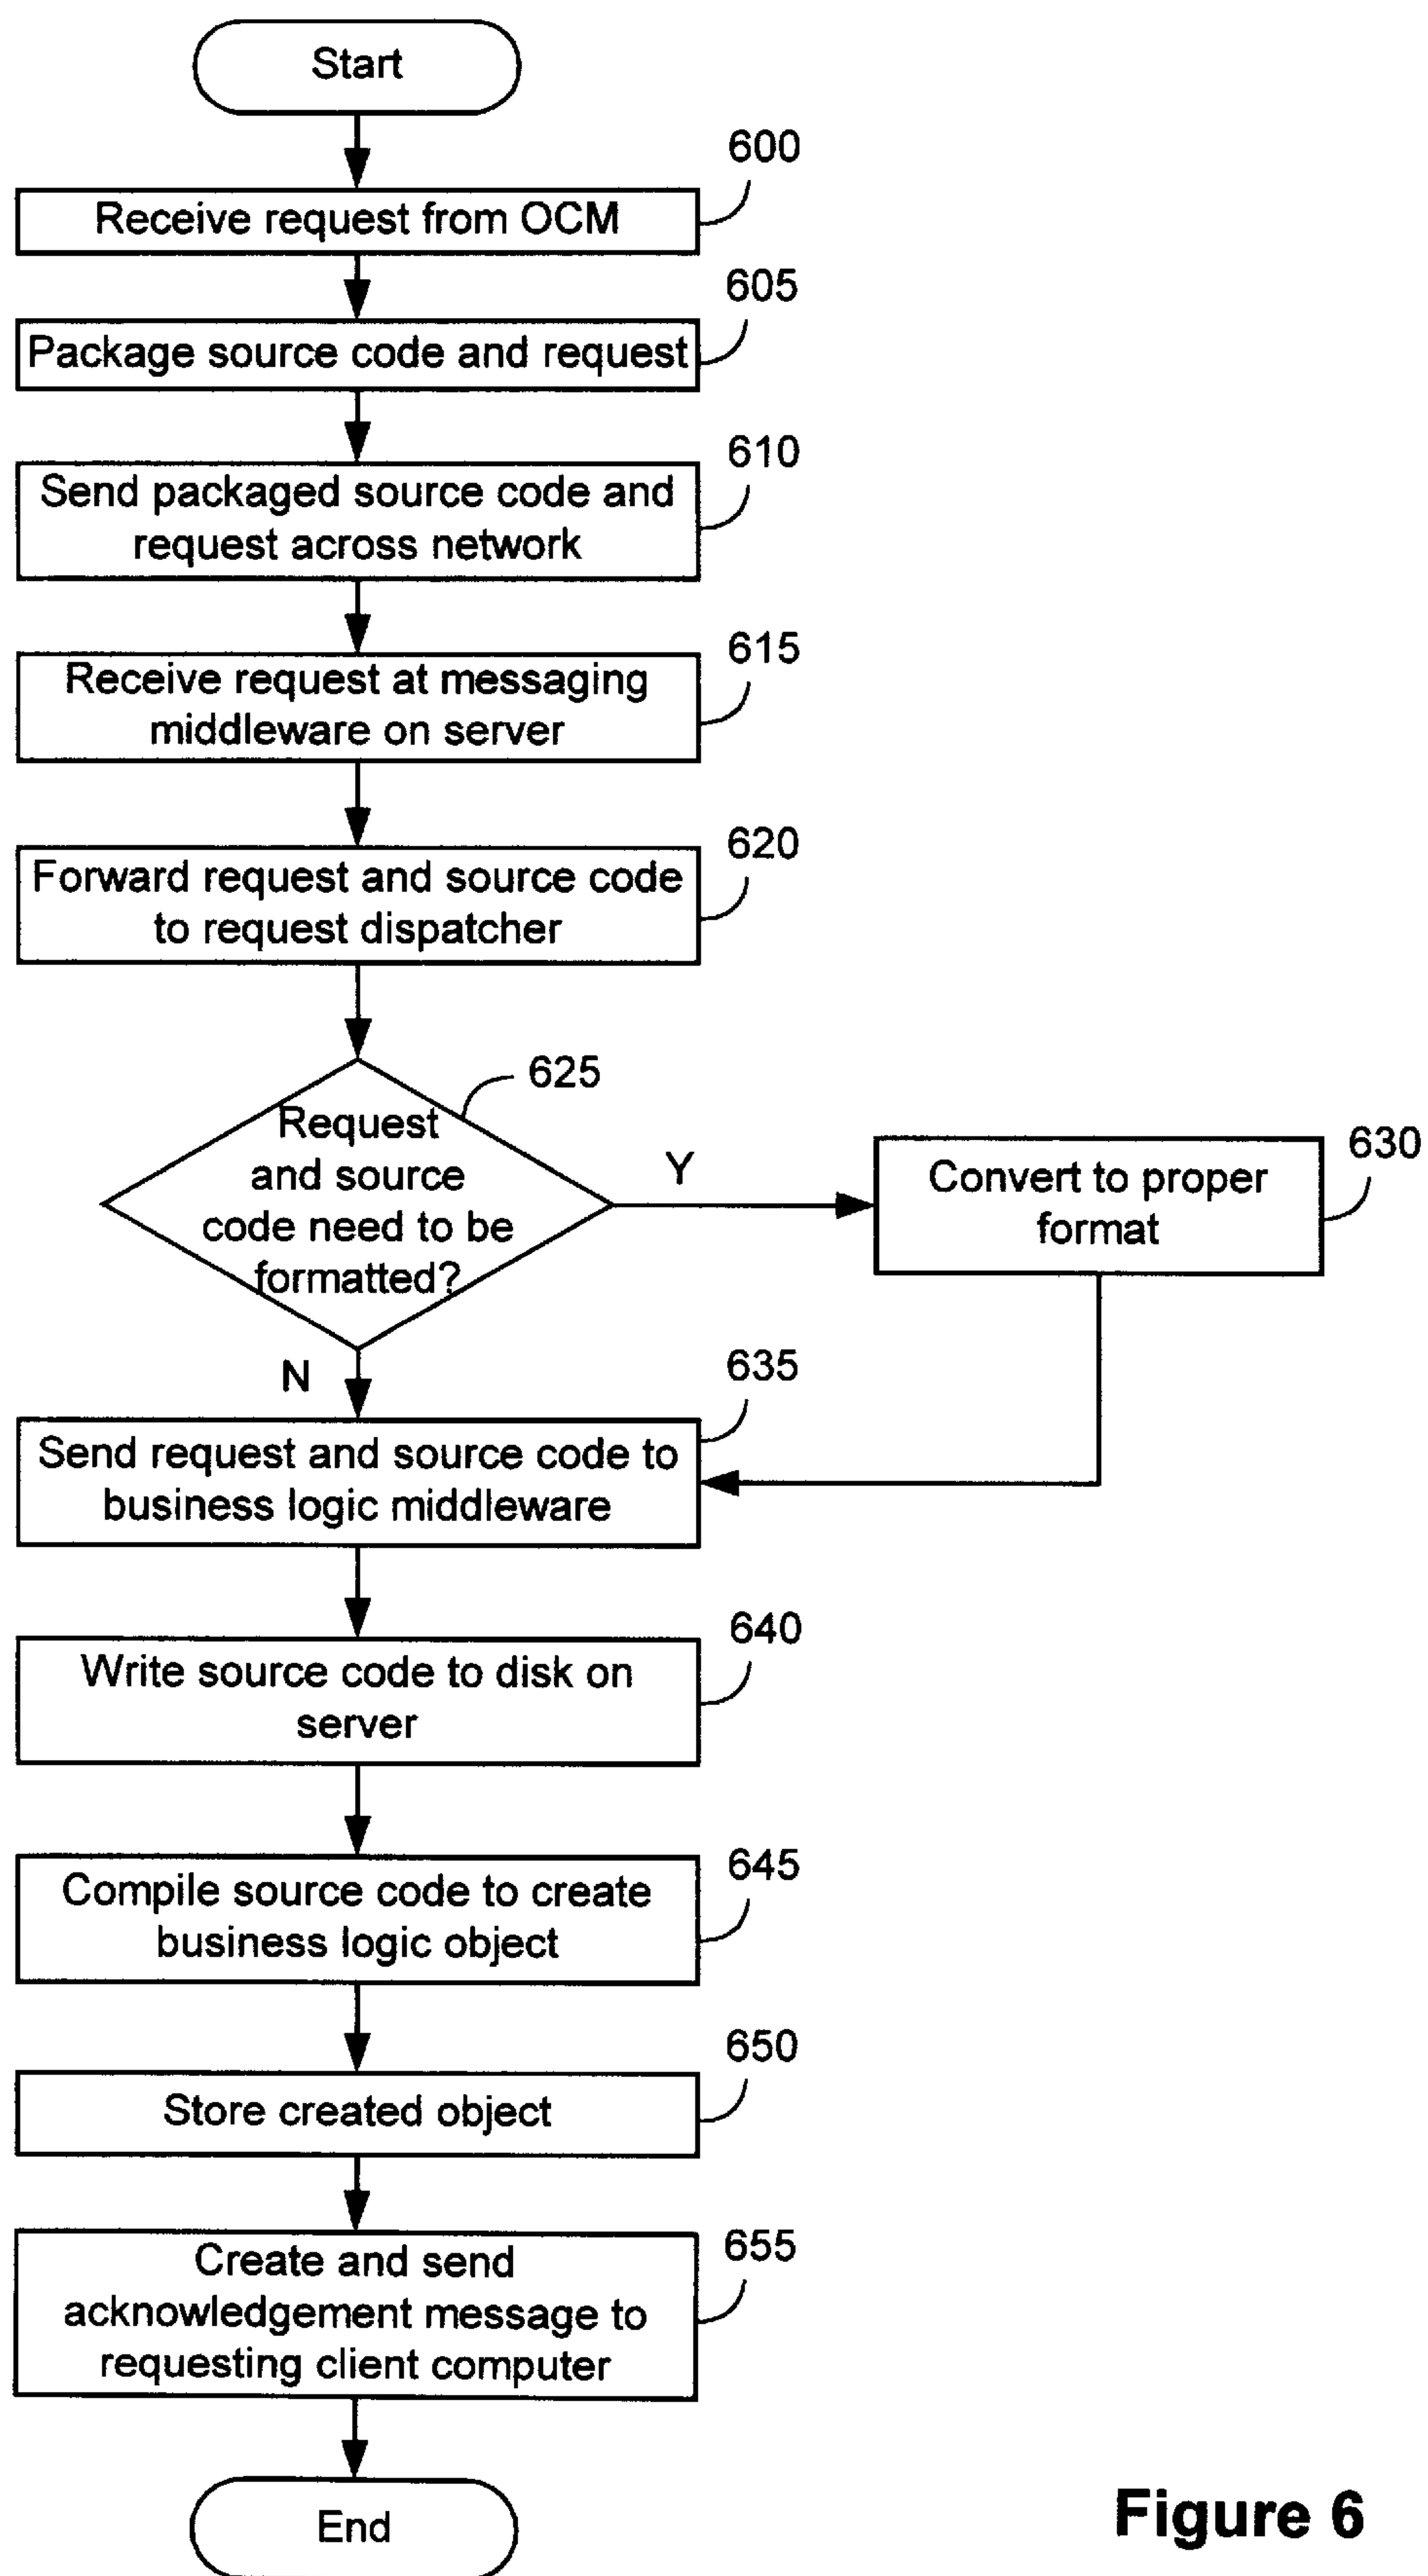 Start
600
Receive request from OCM
605
Package source code and request
610
Send packaged source code and
request across network
615
Receive request at messaging
middleware on server
620
Forward request and source code
to request dispatcher
625
Request
and source
code need to be
formatted?
Y
630
Convert to proper
format
N
635
Send request and source code to
business logic middleware
640
Write source code to disk on
server
645
Compile source code to create
business logic object
650
Store created object
655
Create and send
acknowledgement message to
requesting client computer
End
Figure 6